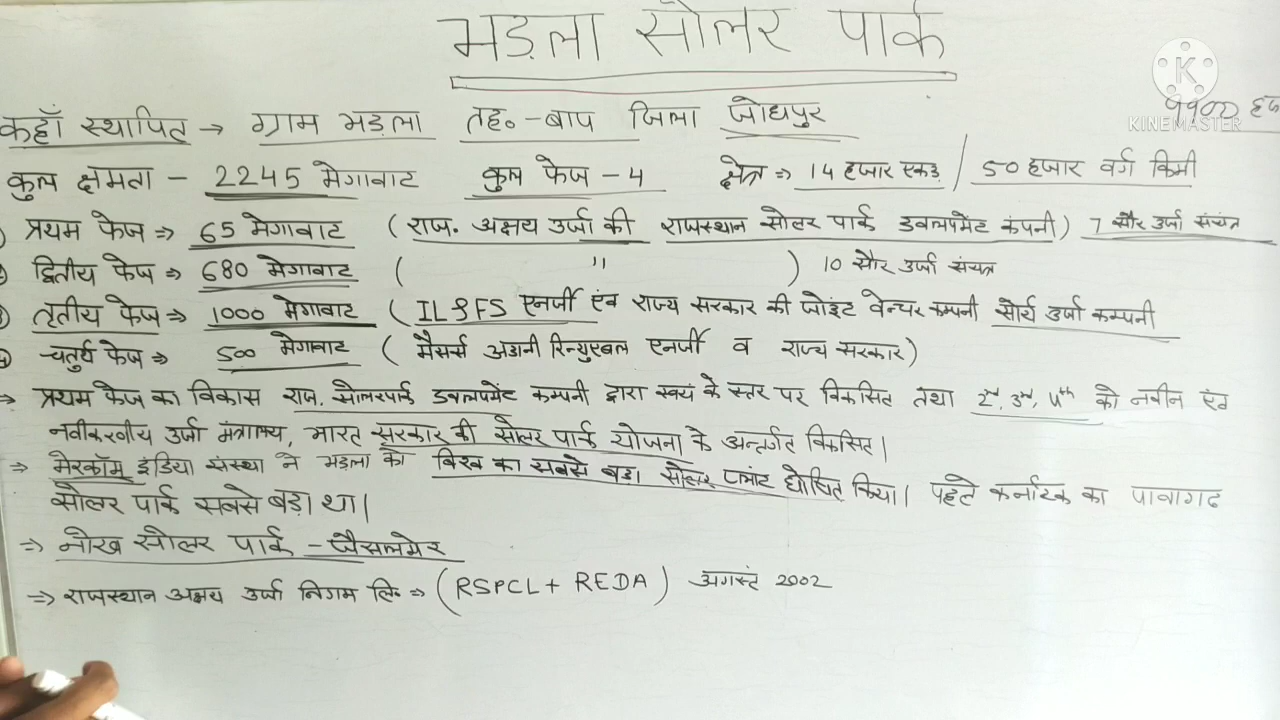 भड़ला सोलर पार्क
K
KINEMASTER
कहाँ स्थापित → ग्राम भड़ला तह॰ - बाप जिला जोधपुर
कुल क्षमता - 2245 मेगावाट कुल फेज - 4 क्षेत्र ⇒ 14 हजार एकड़ / 50 हजार वर्ग किमी
प्रथम फेज ⇒ 65 मेगावाट (राज. अक्षय उर्जा की राजस्थान सोलर पार्क डवलपमेंट कंपनी) 7 सौर उर्जा संयंत्र
द्वितीय फेज ⇒ 680 मेगावाट ( " ) 10 सौर उर्जा संयत्र
तृतीय फेज ⇒ 1000 मेगावाट (IL&FS एनर्जी एंव राज्य सरकार की जोइंट वेन्चर कम्पनी सोर्य उर्जा कम्पनी
चतुर्थ फेज ⇒ 500 मेगावाट (मैसर्स अडानी रिन्युएबल एनर्जी व राज्य सरकार)
⇒ प्रथम फेज का विकास राज. सोलरपार्क डवलपमेंट कम्पनी द्वारा स्वयं के स्तर पर विकसित तथा 2nd, 3rd, 4th को नवीन एंव
नवीकरणीय उर्जा मंत्रालय, भारत सरकार की सोलर पार्क योजना के अन्तर्गत विकसित।
⇒ मेरकॉम इंडिया संस्था ने भड़ला को विश्व का सबसे बड़ा सोलर प्लांट घोषित किया। पहले कर्नाटक का पावागढ
सोलर पार्क सबसे बड़ा था।
⇒ नोख सोलर पार्क - जैसलमेर
⇒ राजस्थान अक्षय उर्जा निगम लि॰ ⇒ (RSPCL + REDA) अगस्त 2002